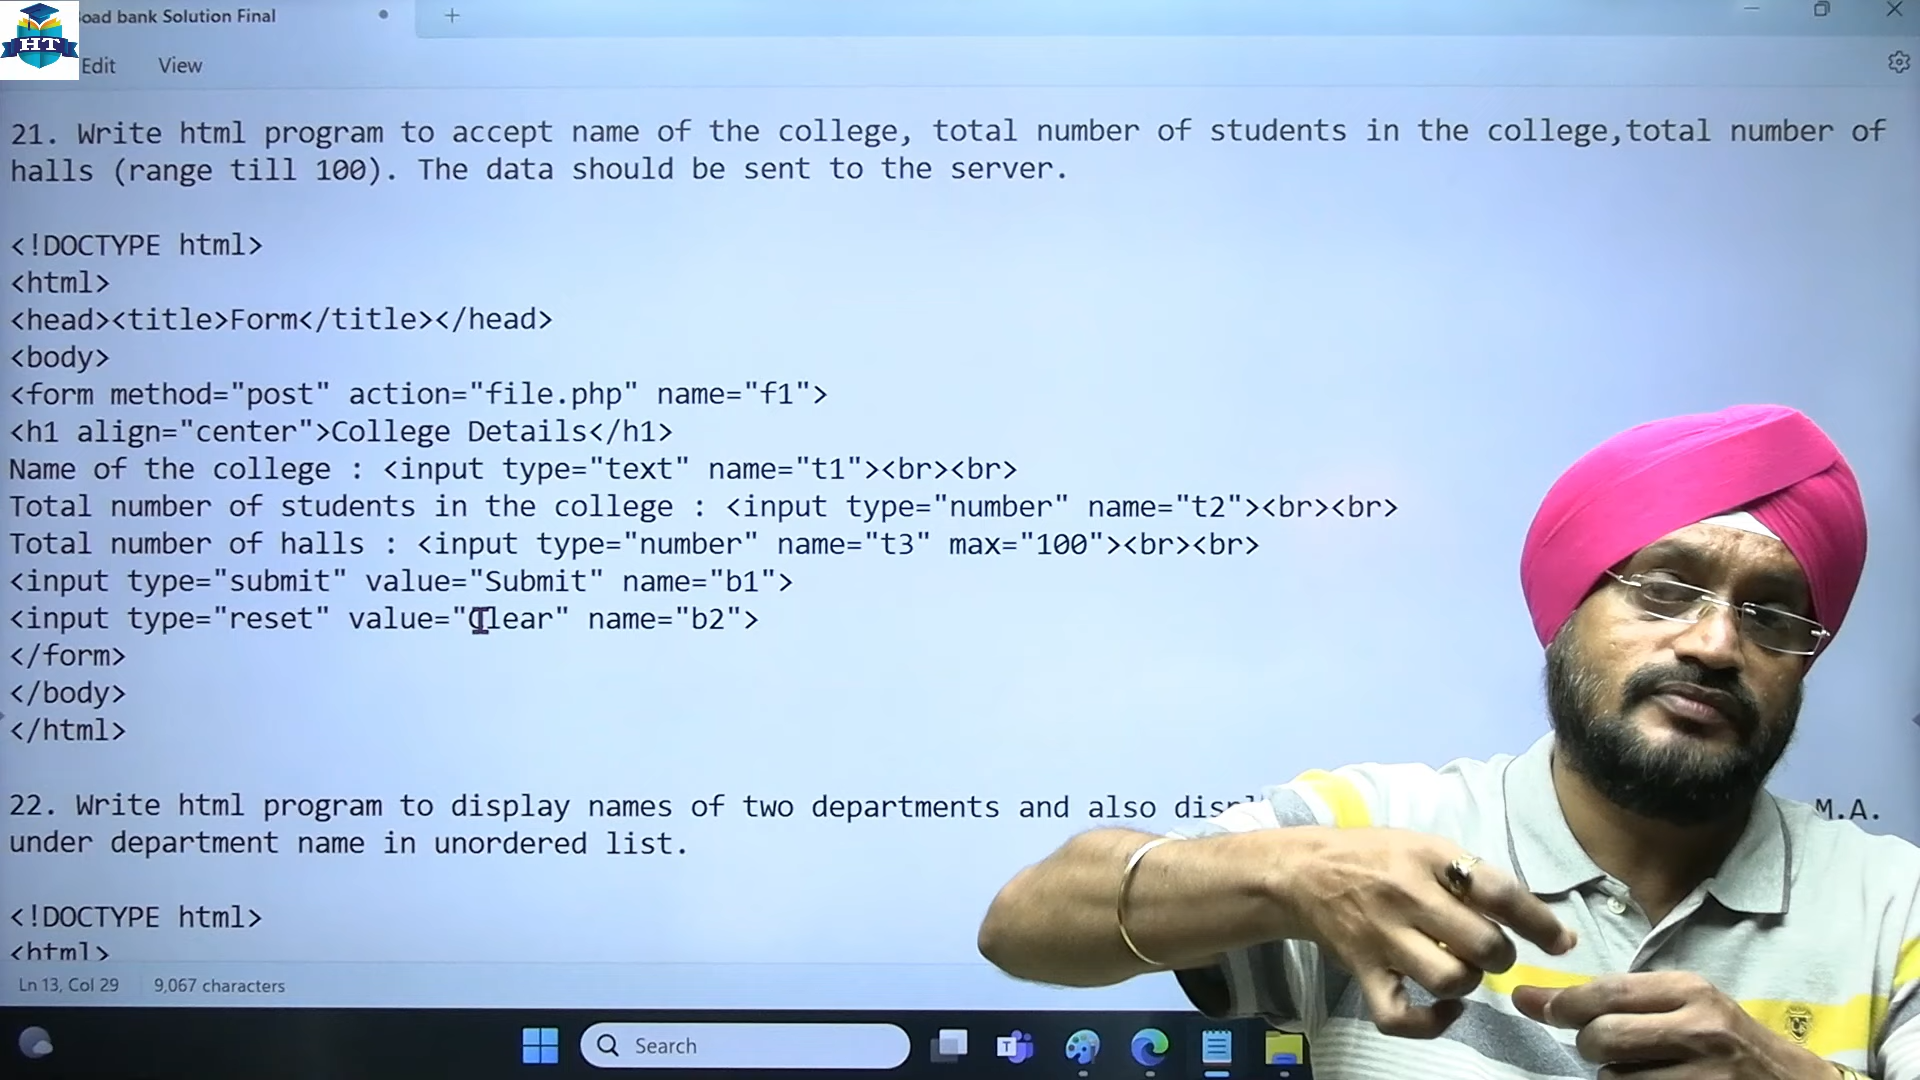 HT
oad bank Solution Final
Edit View
21. Write html program to accept name of the college, total number of students in the college,total number of
halls (range till 100). The data should be sent to the server.
<!DOCTYPE html>
<html>
<head><title>Form</title></head>
<body>
<form method="post" action="file.php" name="f1">
<h1 align="center">College Details</h1>
Name of the college : <input type="text" name="t1"><br><br>
Total number of students in the college : <input type="number" name="t2"><br><br>
Total number of halls : <input type="number" name="t3" max="100"><br><br>
<input type="submit" value="Submit" name="b1">
<input type="reset" value="Clear" name="b2">
</form>
</body>
</html>
22. Write html program to display names of two departments and also M.A.
under department name in unordered list.
<!DOCTYPE html>
<html>
Ln 13, Col 29 9,067 characters
Search
T